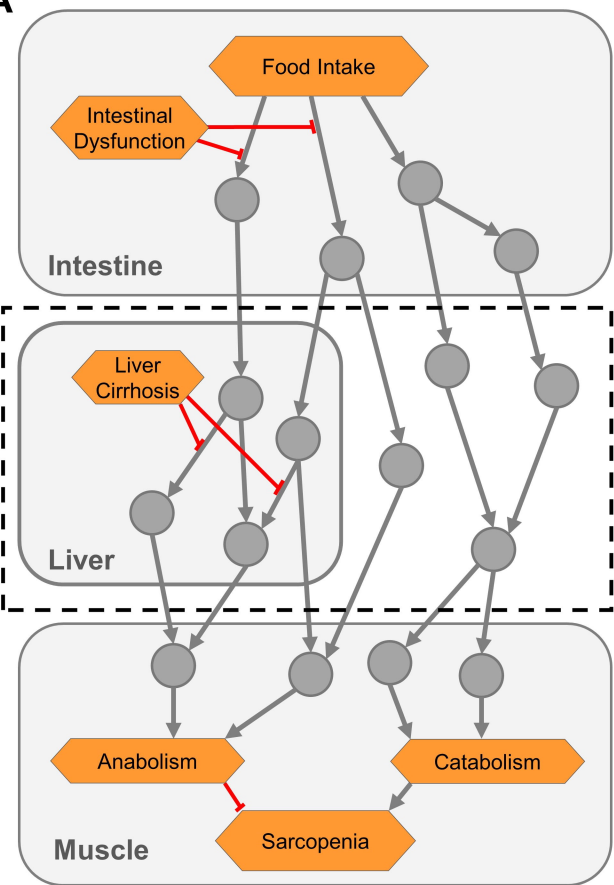 A
Food Intake
Intestinal
Dysfunction
Intestine
Liver
Cirrhosis
Liver
Anabolism
Catabolism
Sarcopenia
Muscle